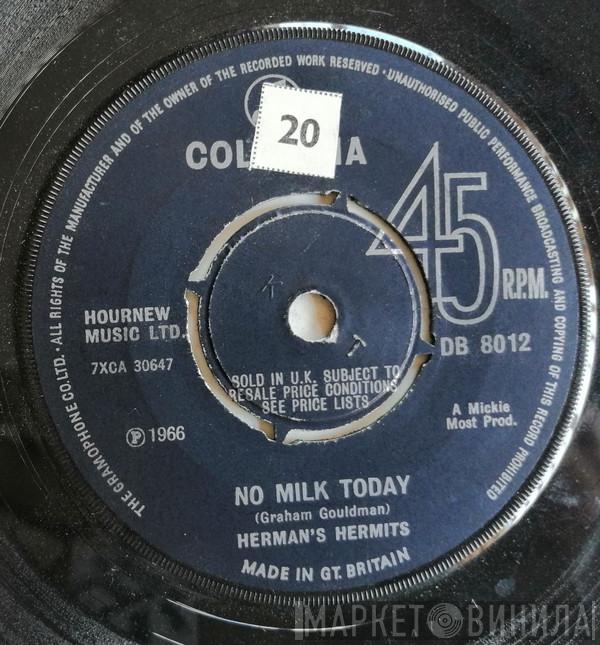 THE GRAMOPHONE CO.LTD.·ALL RIGHTS OF THE MANUFACTURER AND OF THE OWNER OF THE RECORDED WORK RESERVED·UNAUTHORISED PUBLIC PERFORMANCE BROADCASTING AND COPYING OF THIS RECORD PROHIBITED
20
COL IA
45
R.P.M.
HOURNEW
MUSIC LTD.
7XCA 30647
DB 8012
K
T
SOLD IN U.K. SUBJECT TO
RESALE PRICE CONDITIONS
SEE PRICE LISTS
Ⓟ 1966
A Mickie
Most Prod.
NO MILK TODAY
(Graham Gouldman)
HERMAN'S HERMITS
MADE IN GT. BRITAIN
МАРКЕТ ВИНИЛА